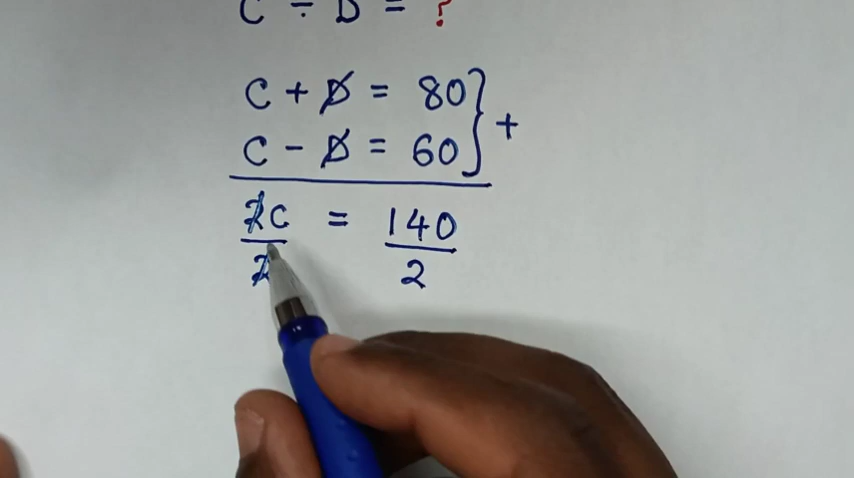 C ÷ D = ?
C + D = 80
C - D = 60 } +
2C = 140
2 2